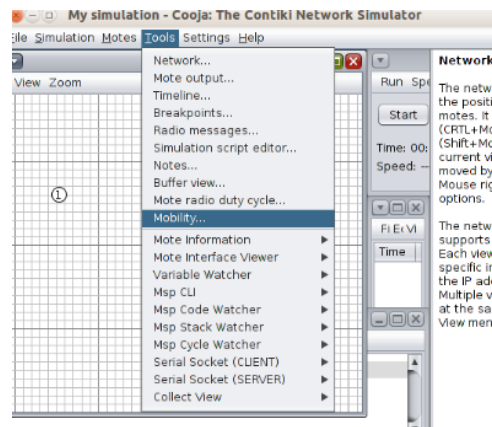 My simulation - Cooja: The Contiki Network Simulator
File Simulation Motes Tools Settings Help
View Zoom
1
Network...
Mote output...
Timeline...
Breakpoints...
Radio messages...
Simulation script editor...
Notes...
Buffer view...
Mote radio duty cycle...
Mobility...
Mote Information
Mote Interface Viewer
Variable Watcher
Msp CLI
Msp Code Watcher
Msp Stack Watcher
Msp Cycle Watcher
Serial Socket (CLIENT)
Serial Socket (SERVER)
Collect View
Run Spe
Start
Time: 00:
Speed: --
Time
Network
The netw
the positi
motes. It
(CRTL+Mo
(Shift+Mo
current vi
moved by
Mouse rig
options.
The netw
supports
Each view
specific in
the IP add
Multiple v
at the sa
View men